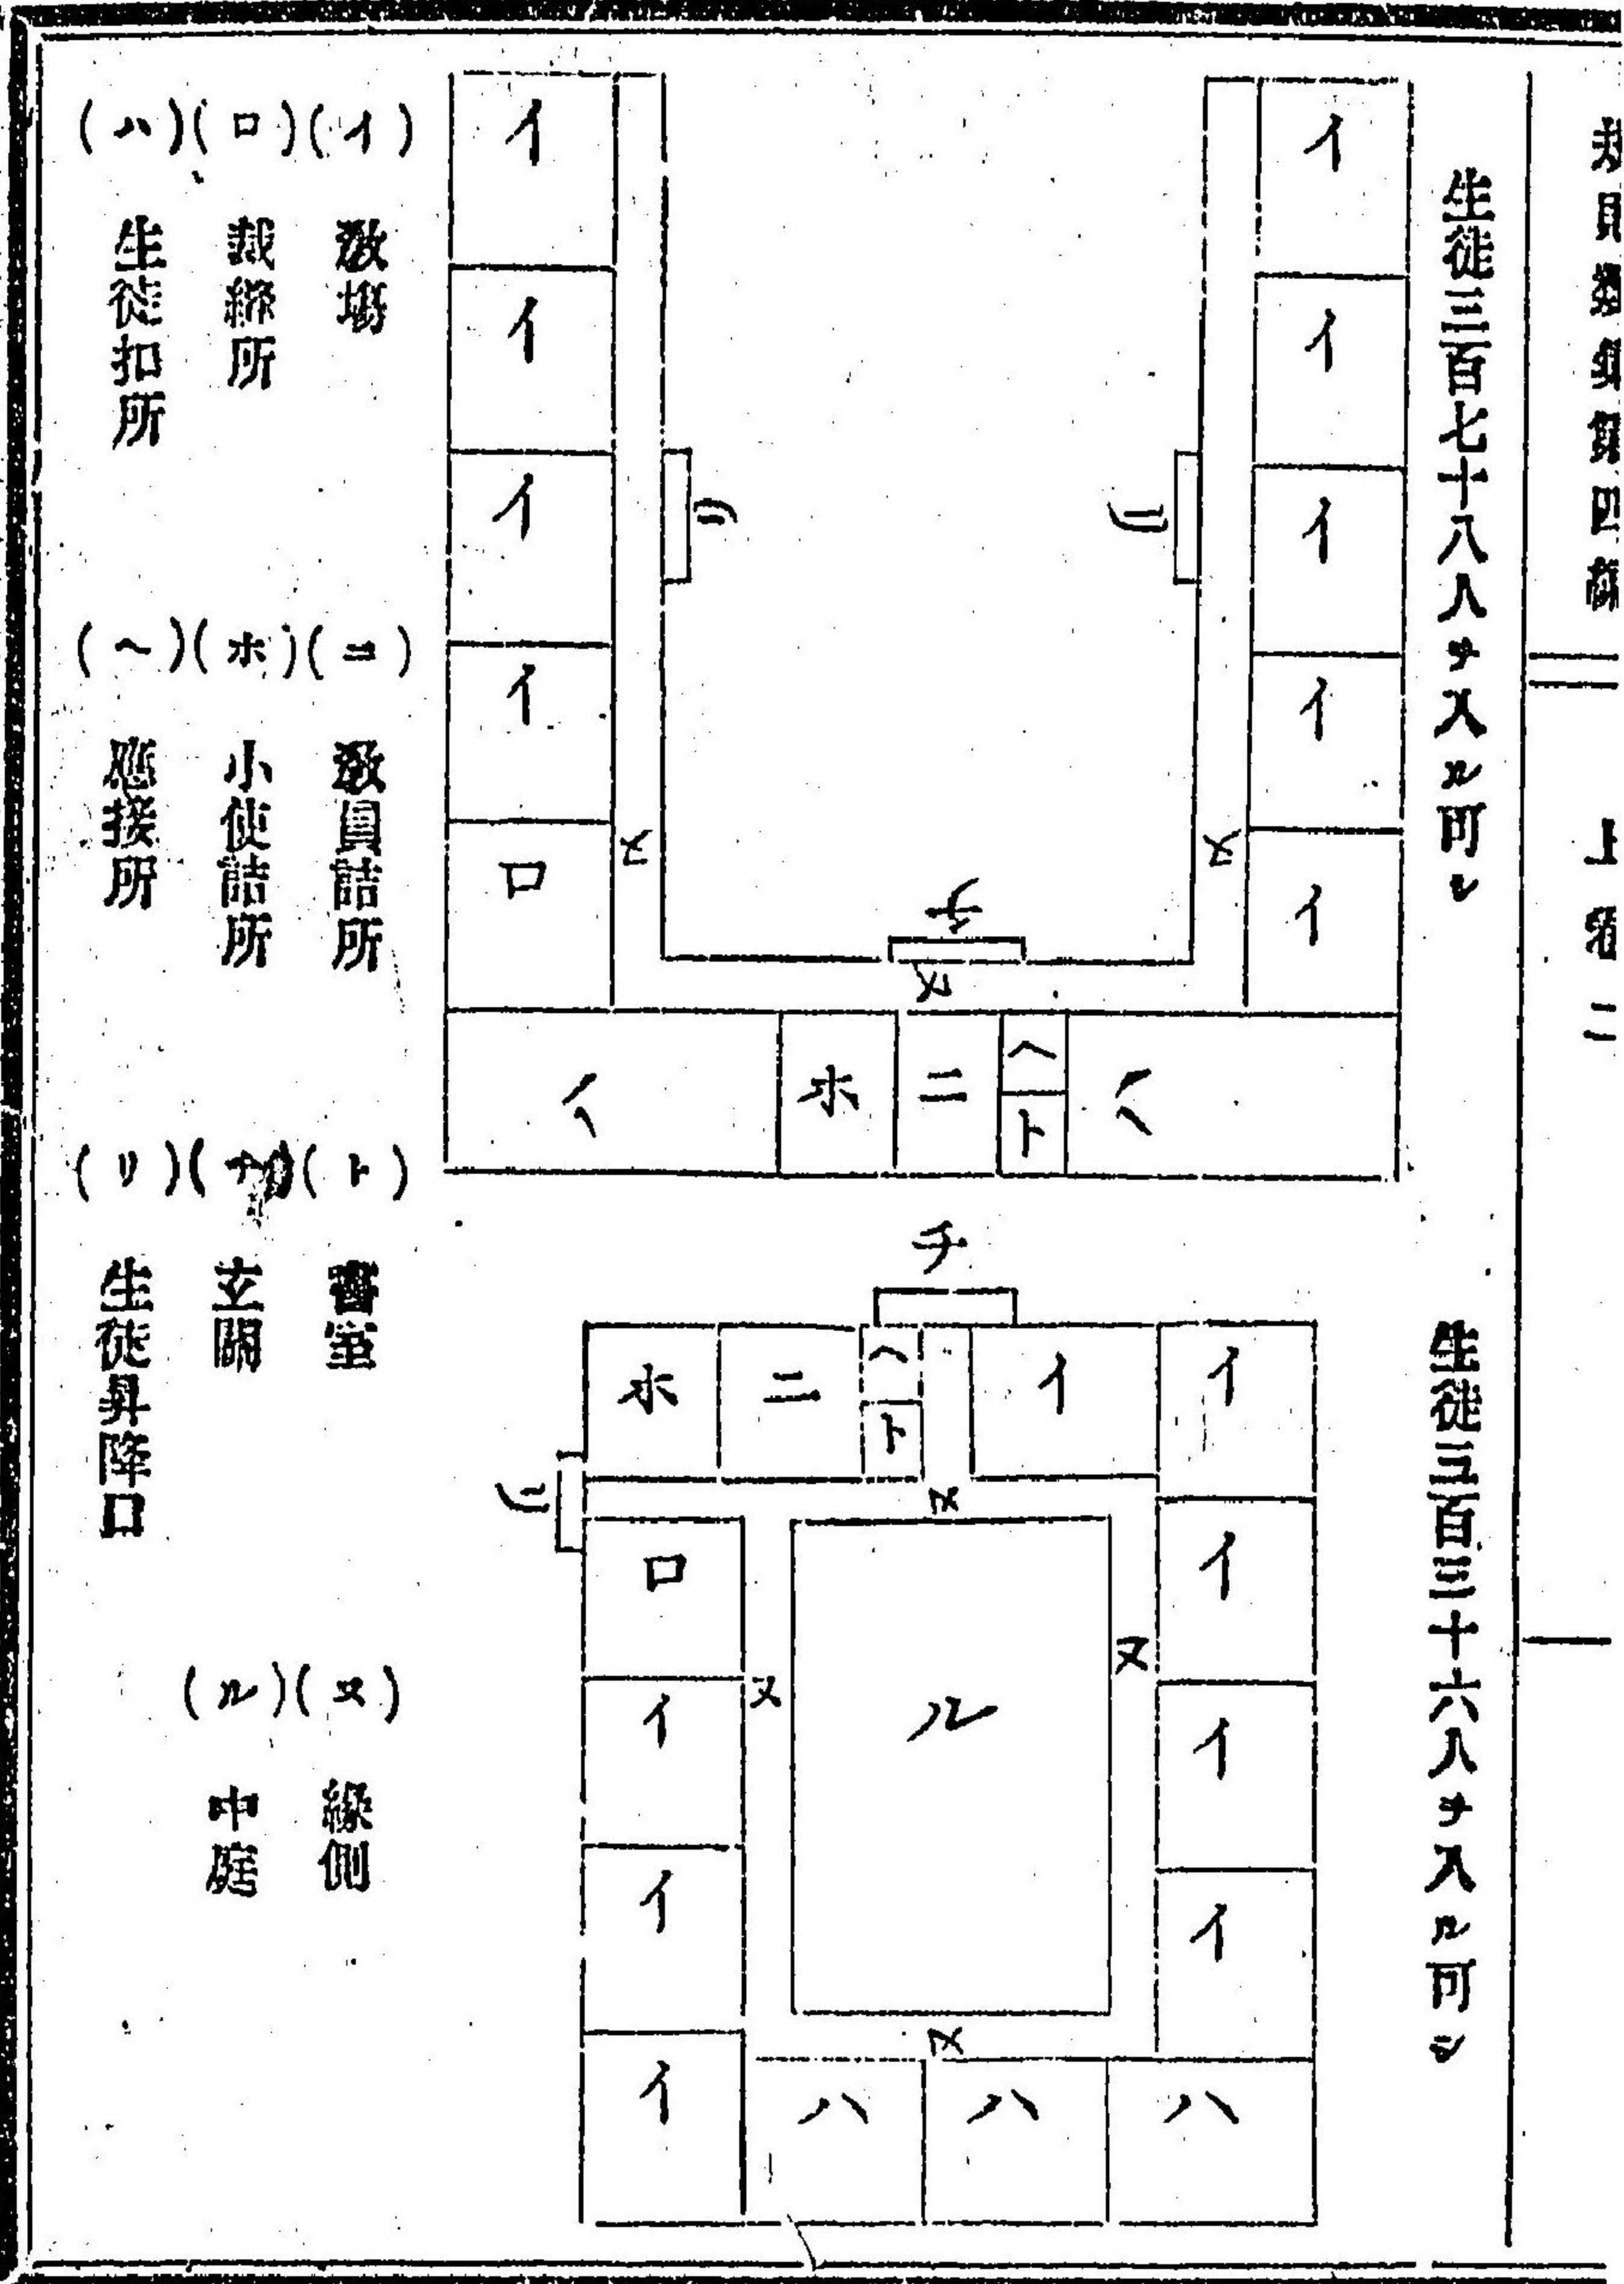 上 二
生徒三百七十八人ヲ入ル可シ
イ
イ
イ
イ
イ
イ
イ
イ
イ
ロ
リ
リ
ヌ
ヌ
チ
ヌ
イ
ホ
ニ
ヘ
ト
イ
生徒三百三十六人ヲ入ル可シ
チ
ホ
ニ
ヘ
ト
イ
イ
リ
ヌ
ロ
イ
イ
イ
イ
イ
イ
ヌ
ヌ
ル
ヌ
ハ
ハ
ハ
(イ) 教場
(ロ) 裁縫所
(ハ) 生徒扣所
(ニ) 教員詰所
(ホ) 小使詰所
(ヘ) 應接所
(ト) 書室
(チ) 玄關
(リ) 生徒昇降口
(ヌ) 緣側
(ル) 中庭